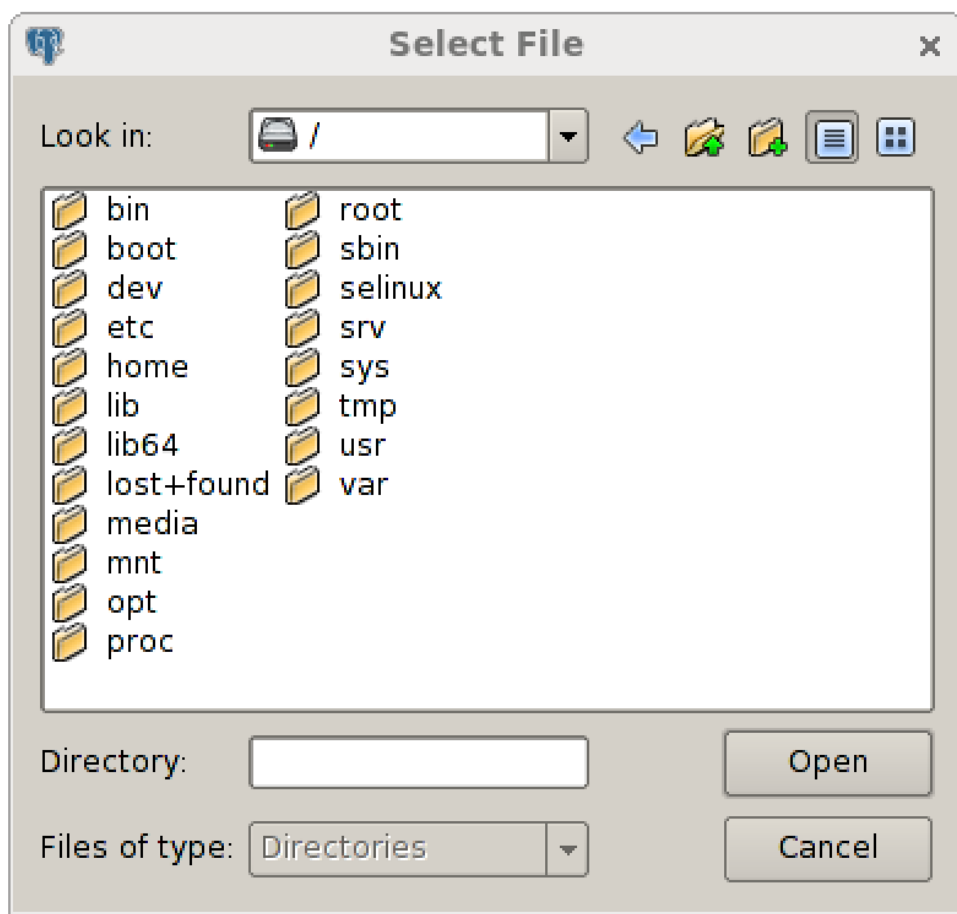 Select File
Look in: /
bin
boot
dev
etc
home
lib
lib64
lost+found
media
mnt
opt
proc
root
sbin
selinux
srv
sys
tmp
usr
var
Directory:
Open
Files of type: Directories
Cancel